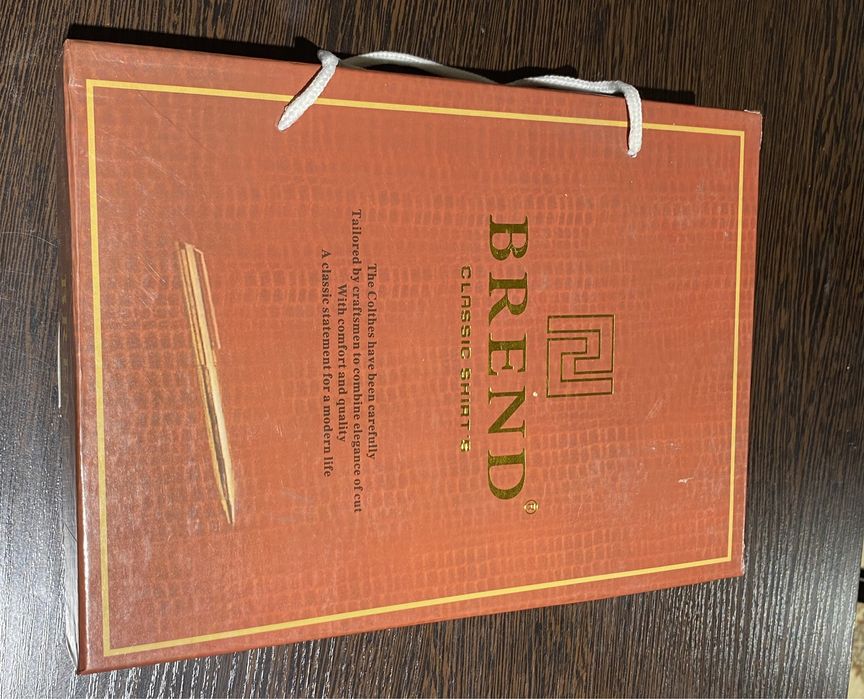 BREND®
CLASSIC SHIRT'S
The Colthes have been carefully
Tailored by craftsmen to combine elegance of cut
With comfort and quality
A classic statement for a modern life